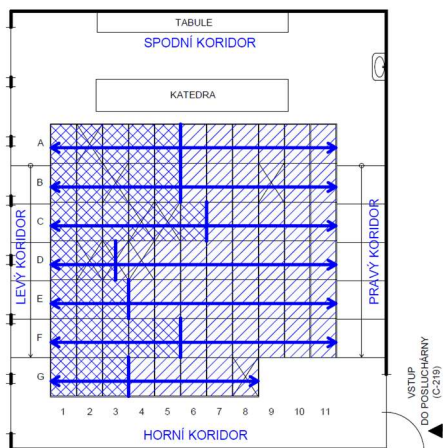 TABULE
SPODNÍ KORIDOR
KATEDRA
A
B
C
D
E
F
G
LEVÝ KORIDOR
PRAVÝ KORIDOR
1 2 3 4 5 6 7 8 9 10 11
HORNÍ KORIDOR
VSTUP
DO POSLUCHÁRNY
(C-219)